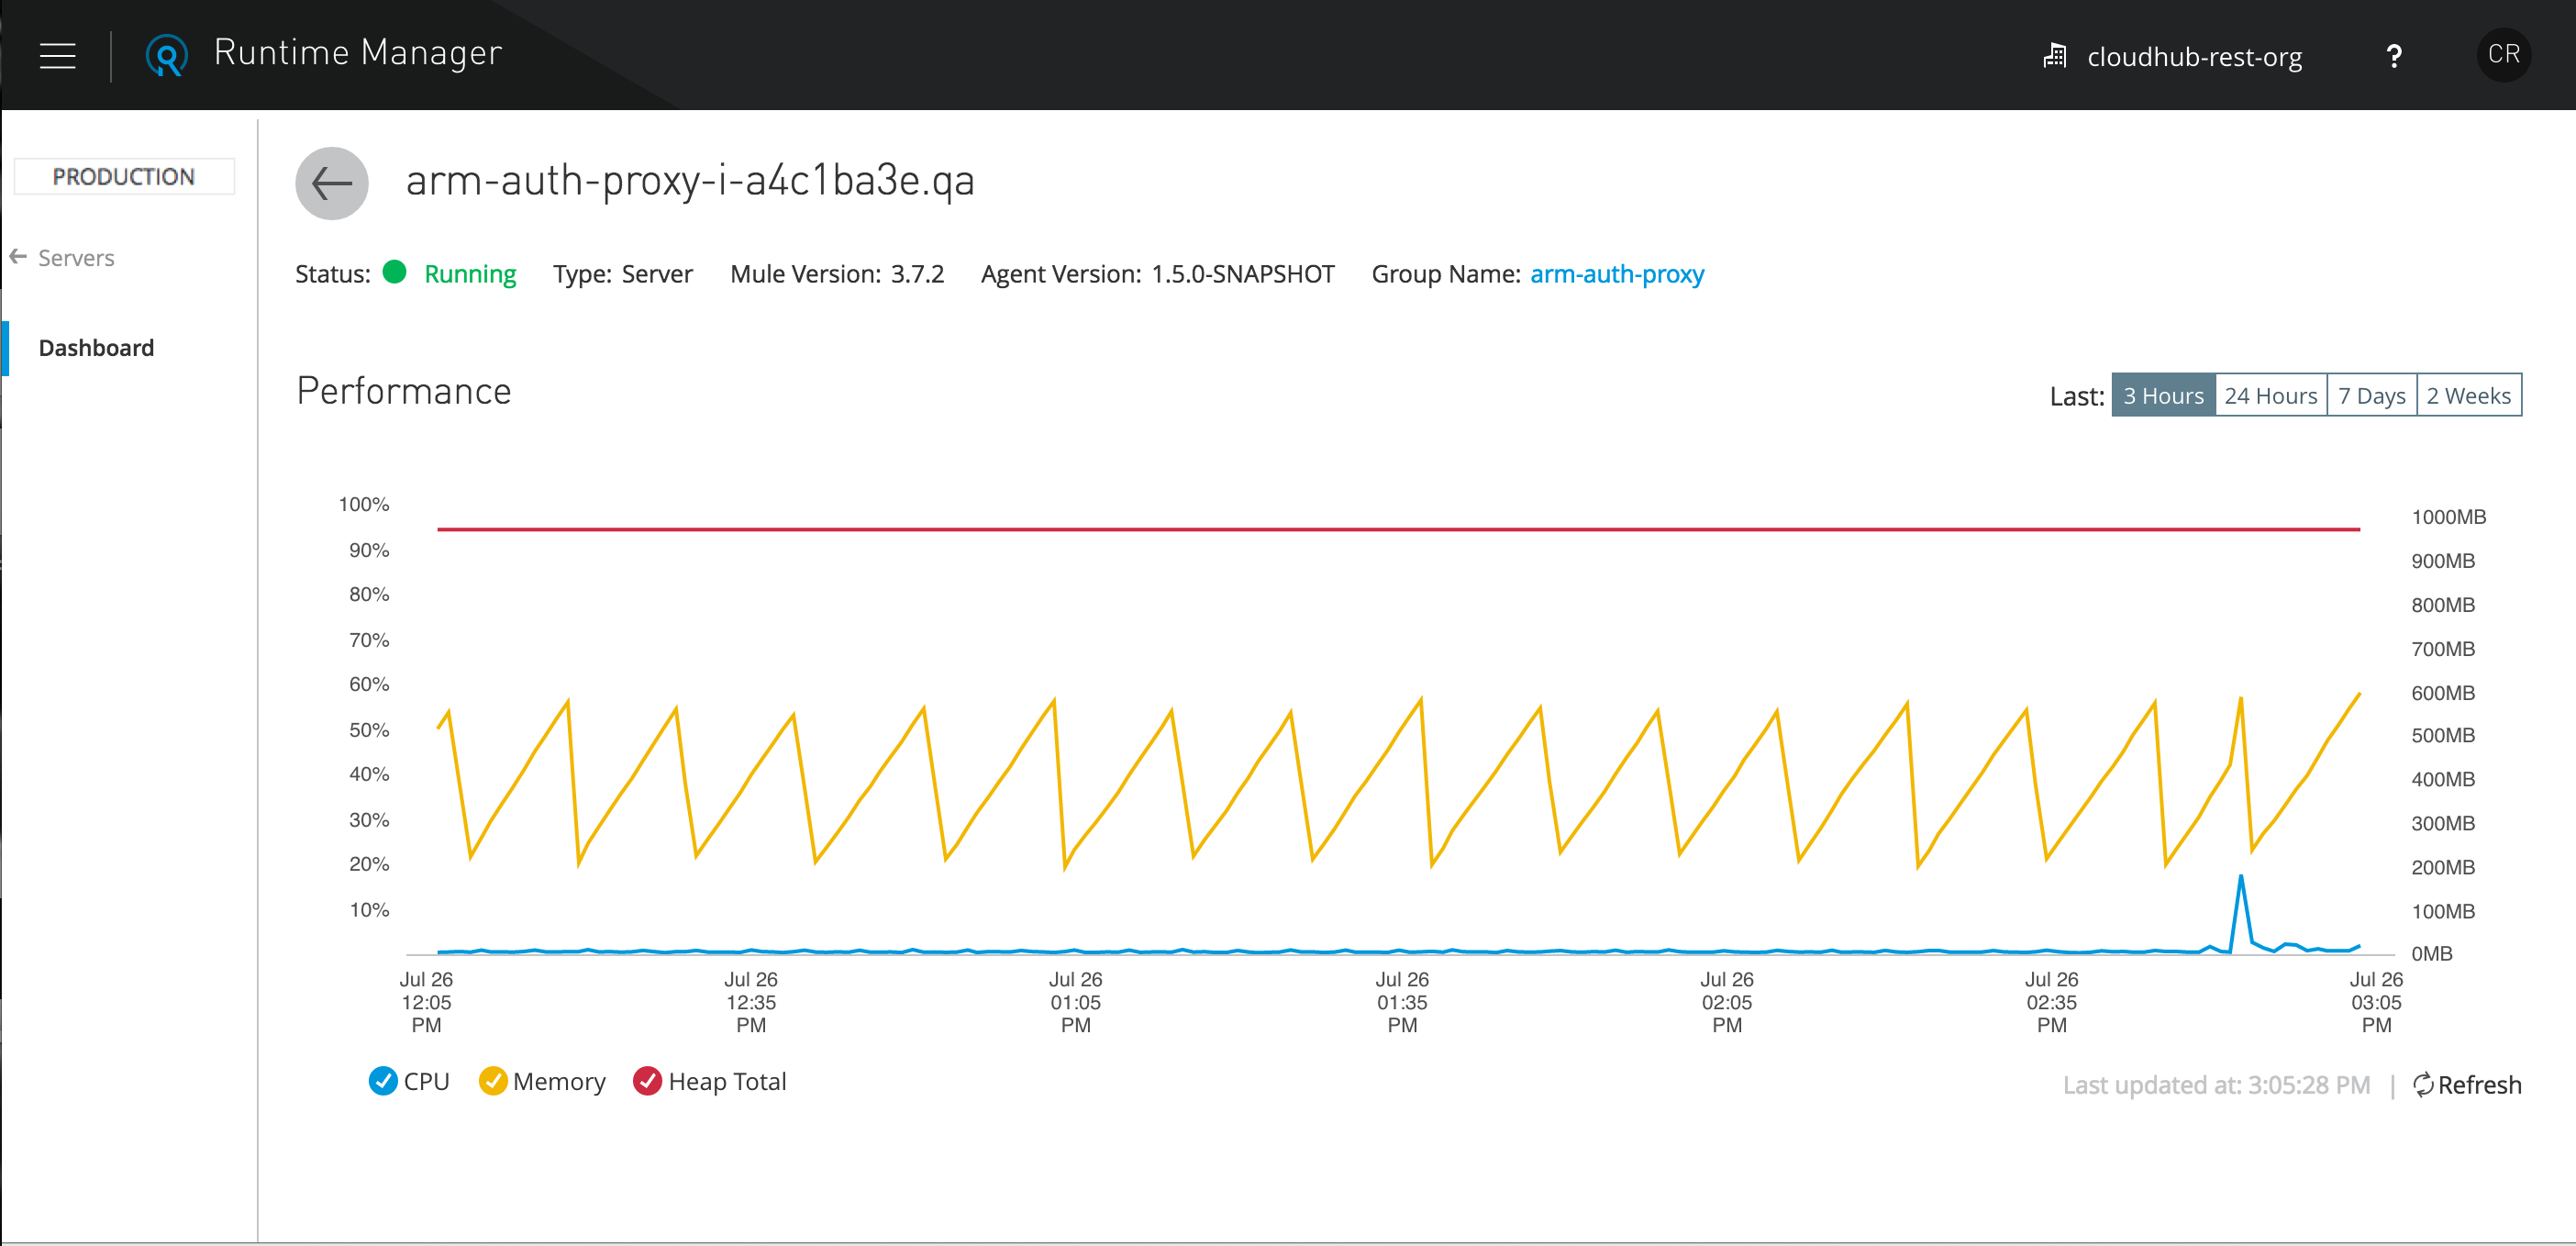 Runtime Manager
cloudhub-rest-org
?
CR
PRODUCTION
Servers
Dashboard
arm-auth-proxy-i-a4c1ba3e.qa
Status: Running Type: Server Mule Version: 3.7.2 Agent Version: 1.5.0-SNAPSHOT Group Name: arm-auth-proxy
Performance
Last: 3 Hours 24 Hours 7 Days 2 Weeks
100%
90%
80%
70%
60%
50%
40%
30%
20%
10%
1000MB
900MB
800MB
700MB
600MB
500MB
400MB
300MB
200MB
100MB
0MB
Jul 26
12:05
PM
Jul 26
12:35
PM
Jul 26
01:05
PM
Jul 26
01:35
PM
Jul 26
02:05
PM
Jul 26
02:35
PM
Jul 26
03:05
PM
CPU Memory Heap Total
Last updated at: 3:05:28 PM | Refresh